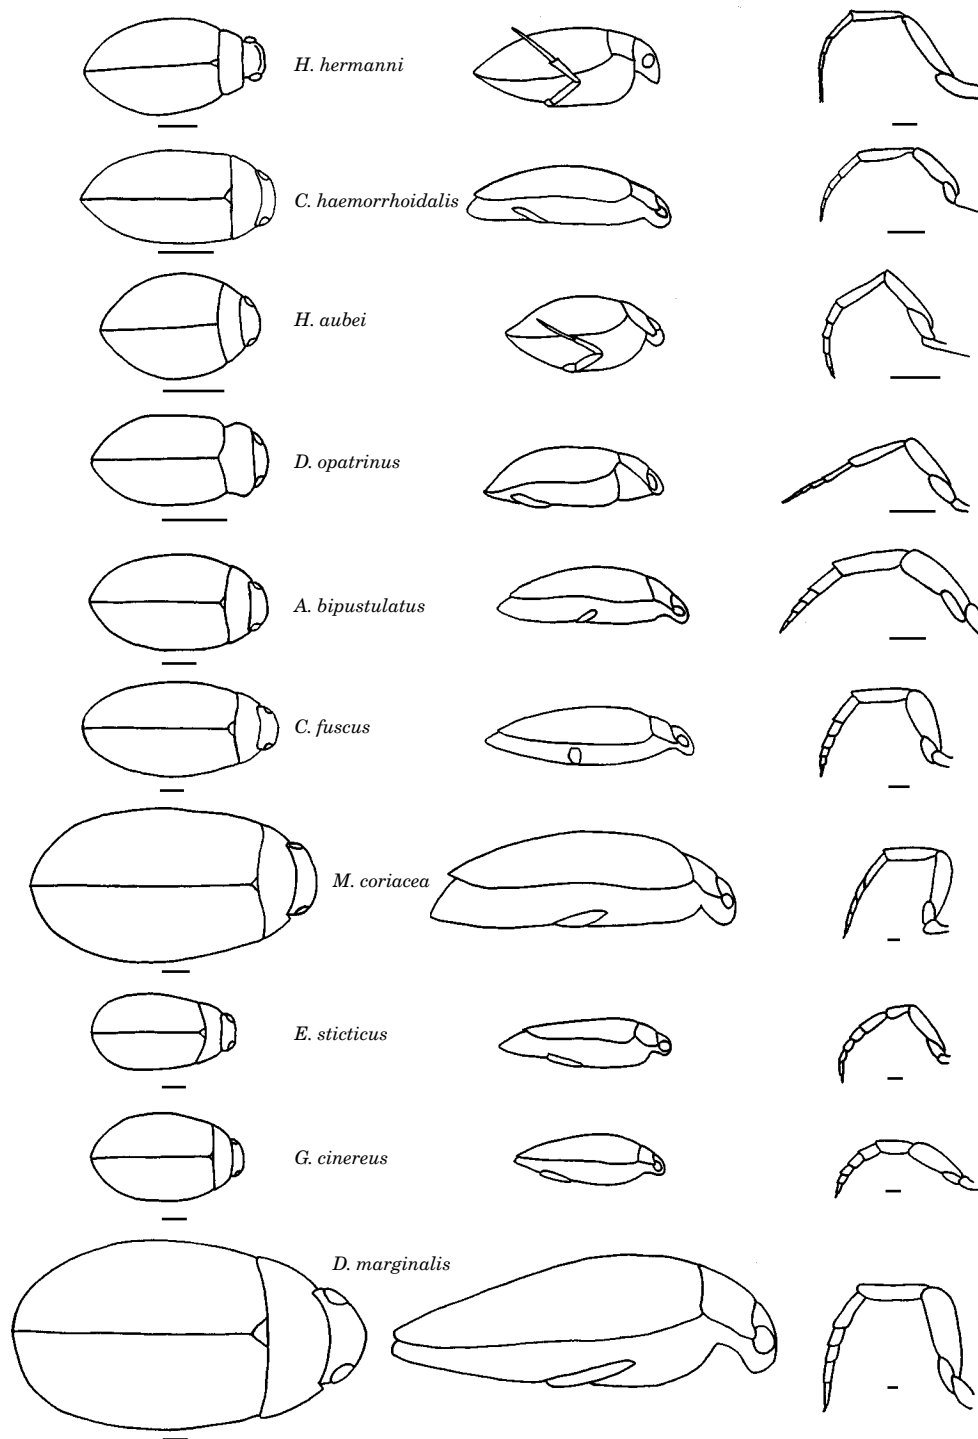 H. hermanni
C. haemorrhoidalis
H. aubei
D. opatrinus
A. bipustulatus
C. fuscus
M. coriacea
E. sticticus
G. cinereus
D. marginalis